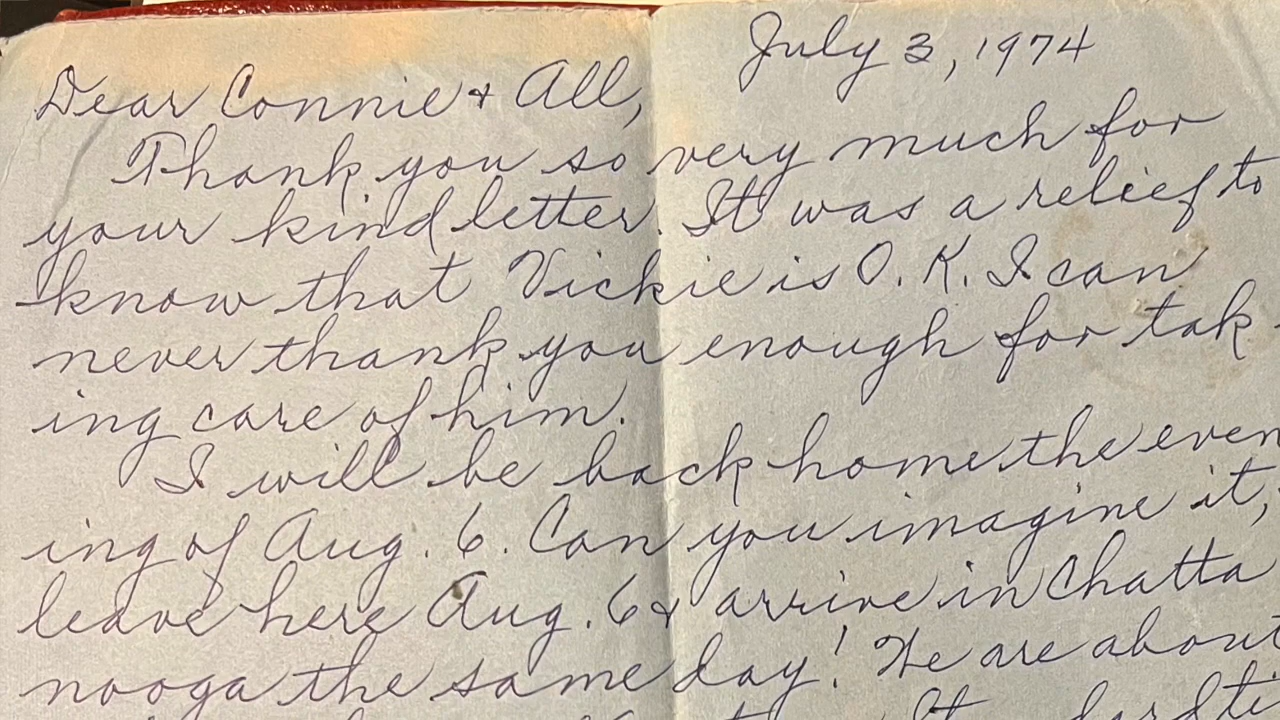 July 3, 1974
Dear Connie & All,
Thank you so very much for
your kind letter. It was a relief to
know that Vickie is O.K. I can
never thank you enough for tak-
ing care of him.
I will be back home the even
ing of Aug. 6. Can you imagine it,
leave here Aug. 6 & arrive in Chatta
nooga the same day! We are about